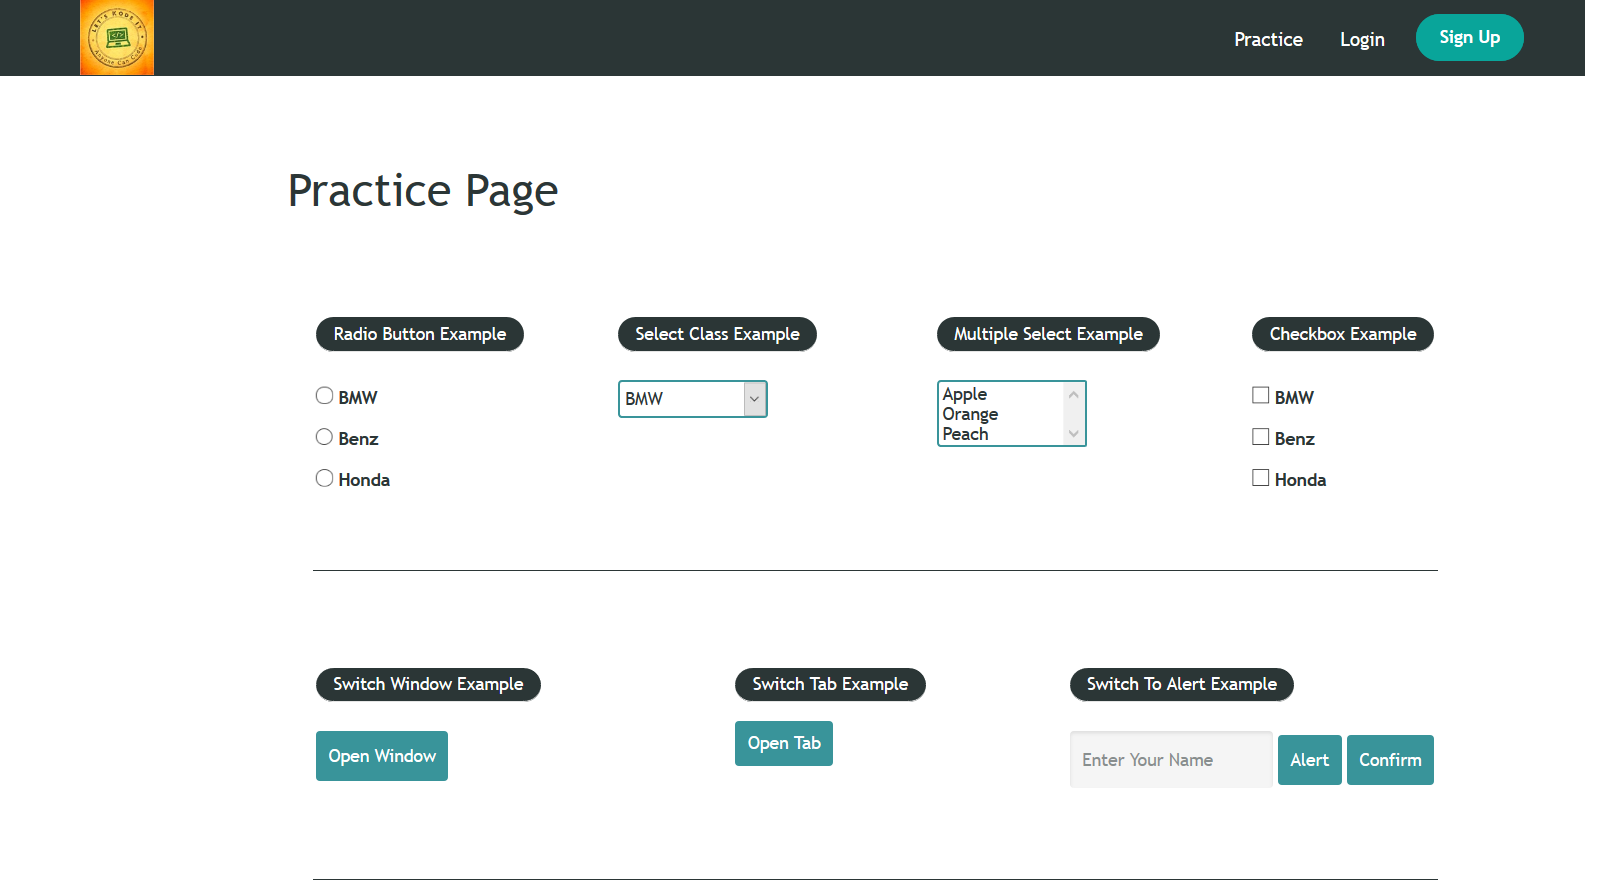 LET'S KODE IT
Anyone Can Code
Practice
Login
Sign Up
Practice Page
Radio Button Example
BMW
Benz
Honda
Select Class Example
BMW
Multiple Select Example
Apple
Orange
Peach
Checkbox Example
BMW
Benz
Honda
Switch Window Example
Open Window
Switch Tab Example
Open Tab
Switch To Alert Example
Enter Your Name
Alert
Confirm